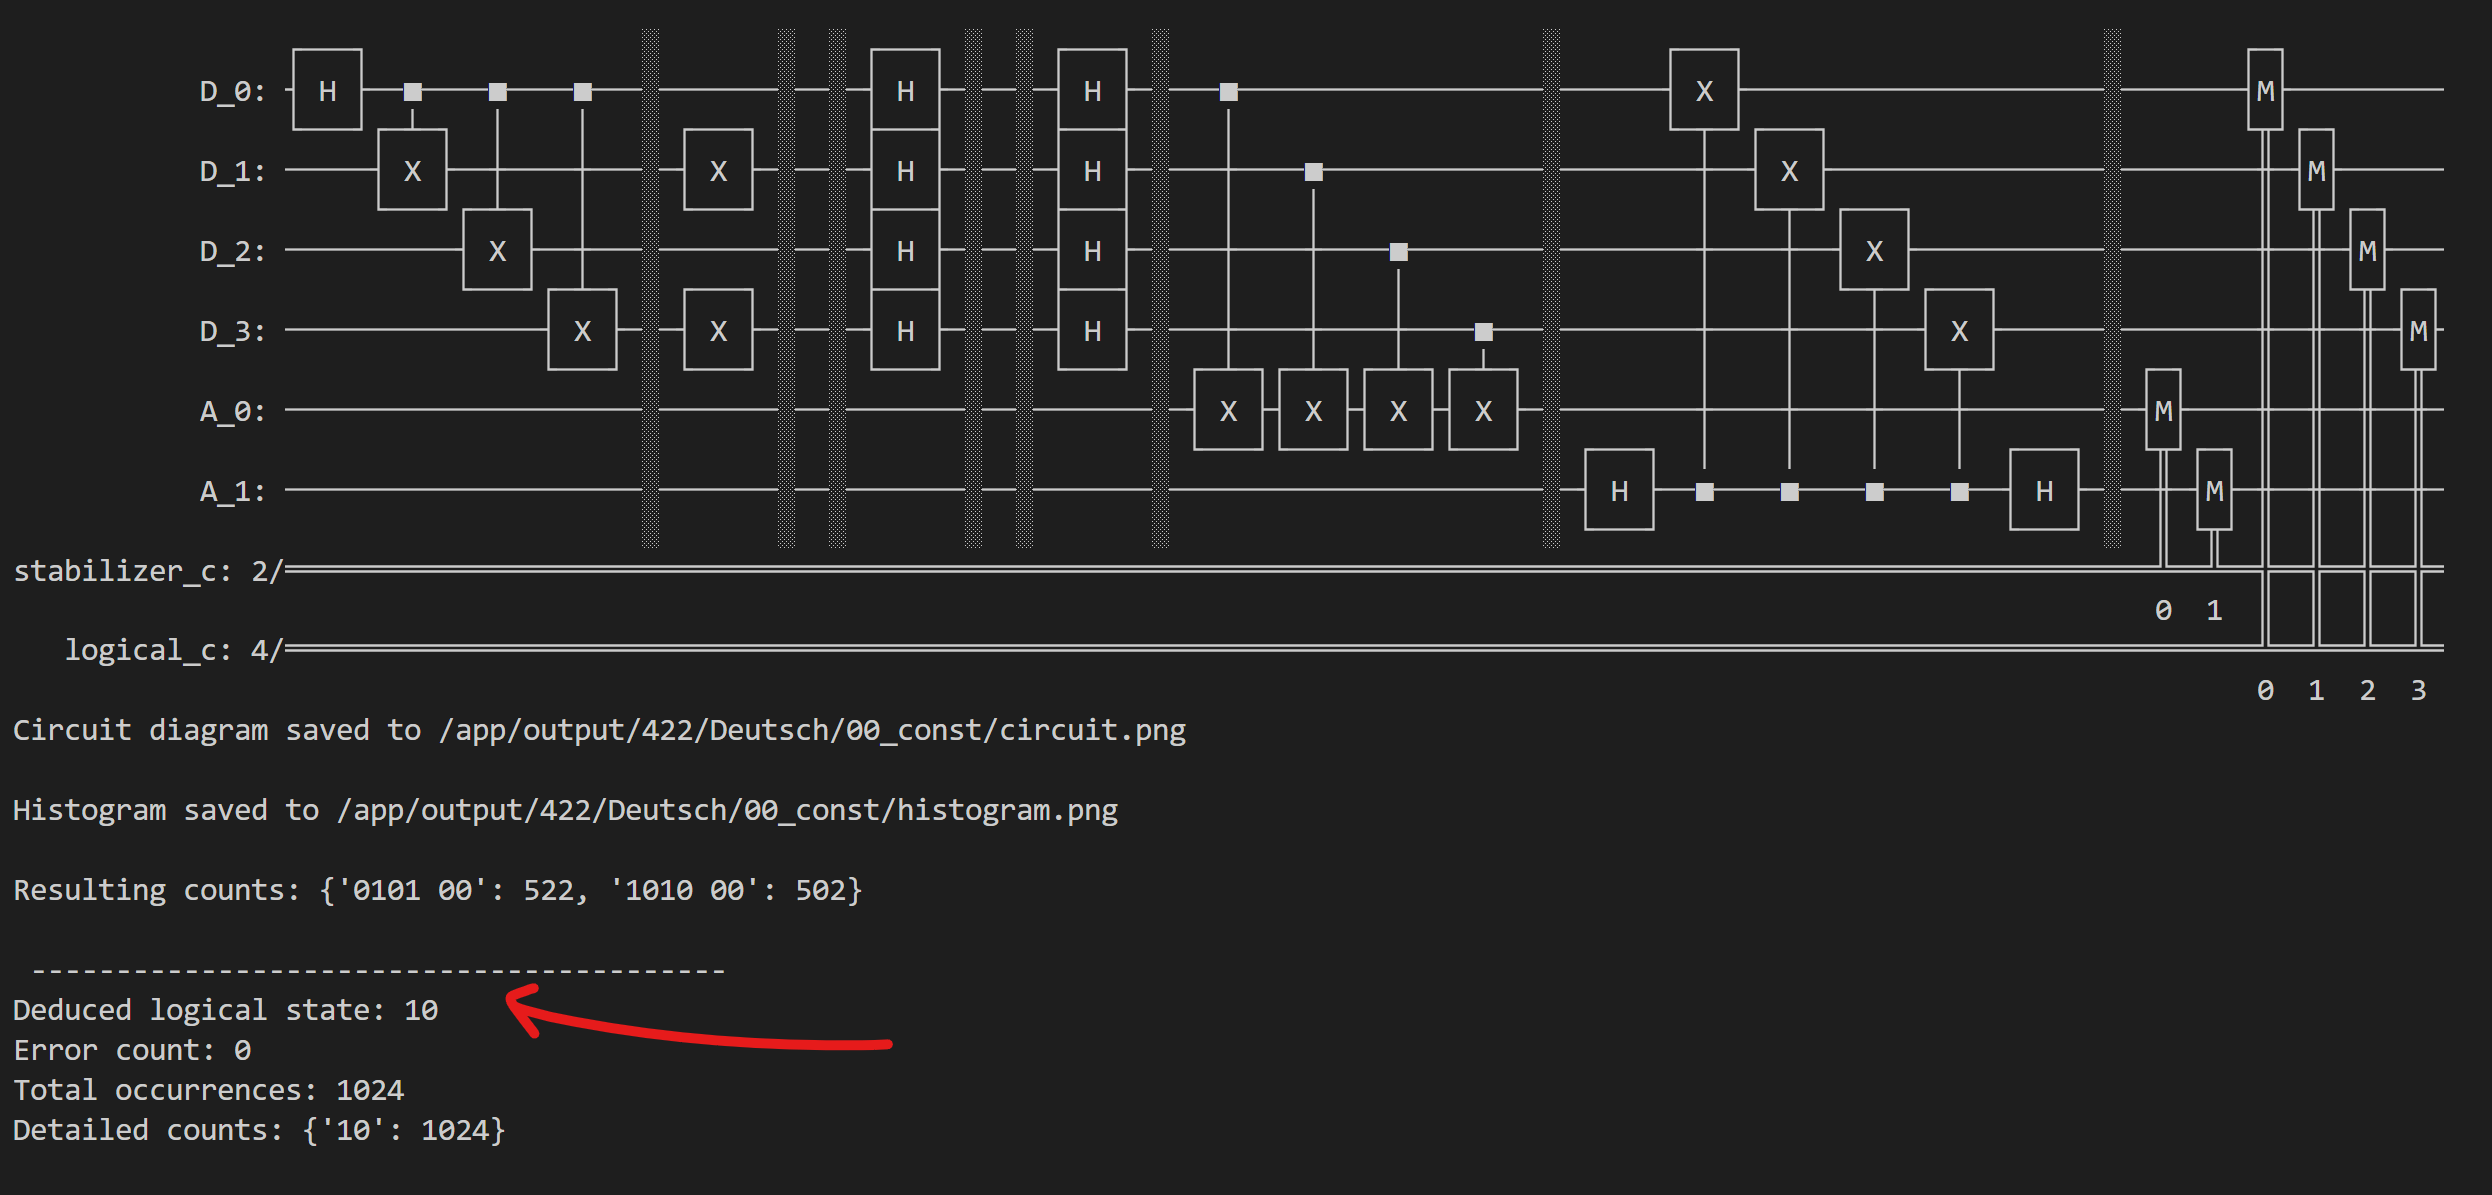 D_0: H H H X M
D_1: X X H H X M
D_2: X H H X M
D_3: X X H H X M
A_0: X X X X M
A_1: H H M
stabilizer_c: 2/
0 1
logical_c: 4/
0 1 2 3
Circuit diagram saved to /app/output/422/Deutsch/00_const/circuit.png
Histogram saved to /app/output/422/Deutsch/00_const/histogram.png
Resulting counts: {'0101 00': 522, '1010 00': 502}
-----------------------------------------
Deduced logical state: 10
Error count: 0
Total occurrences: 1024
Detailed counts: {'10': 1024}